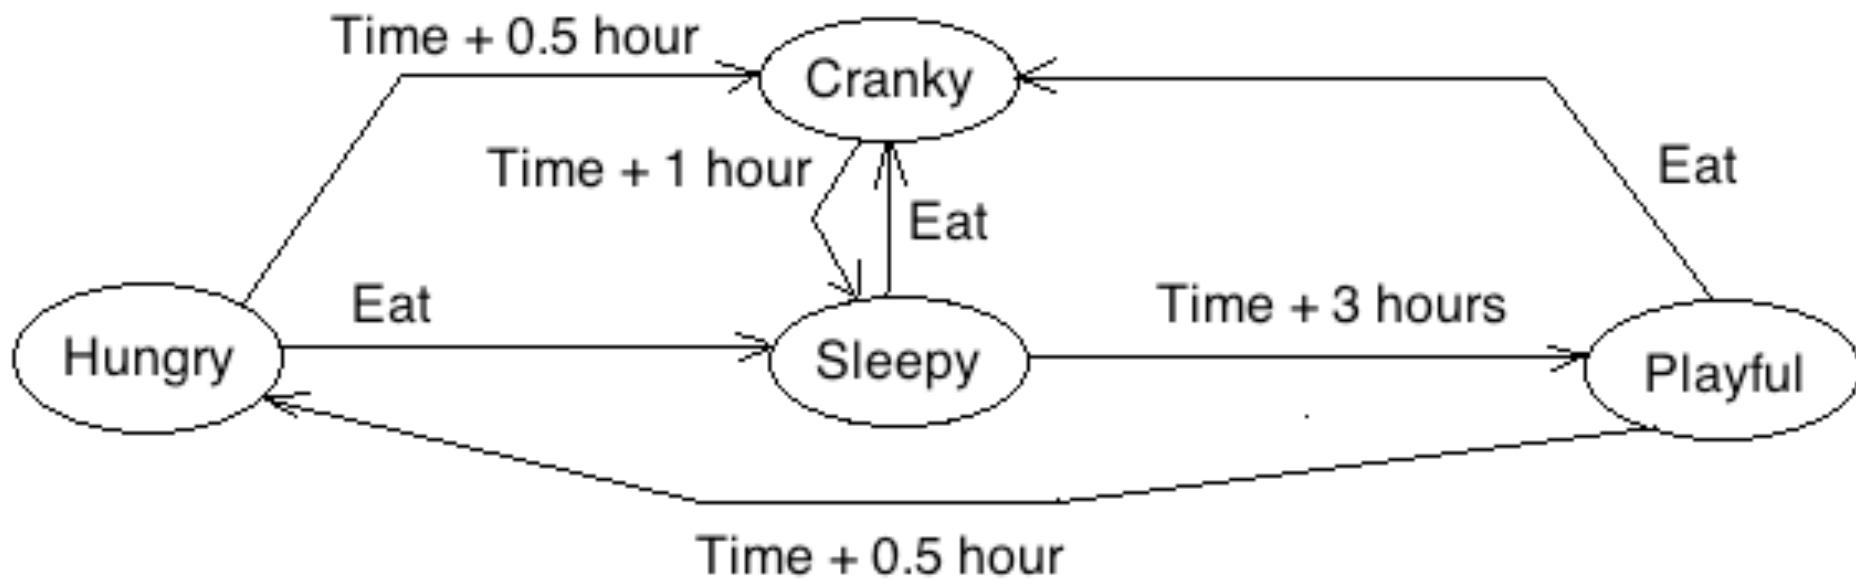 Time + 0.5 hour
Cranky
Time + 1 hour
Eat
Eat
Hungry
Eat
Sleepy
Time + 3 hours
Playful
Time + 0.5 hour